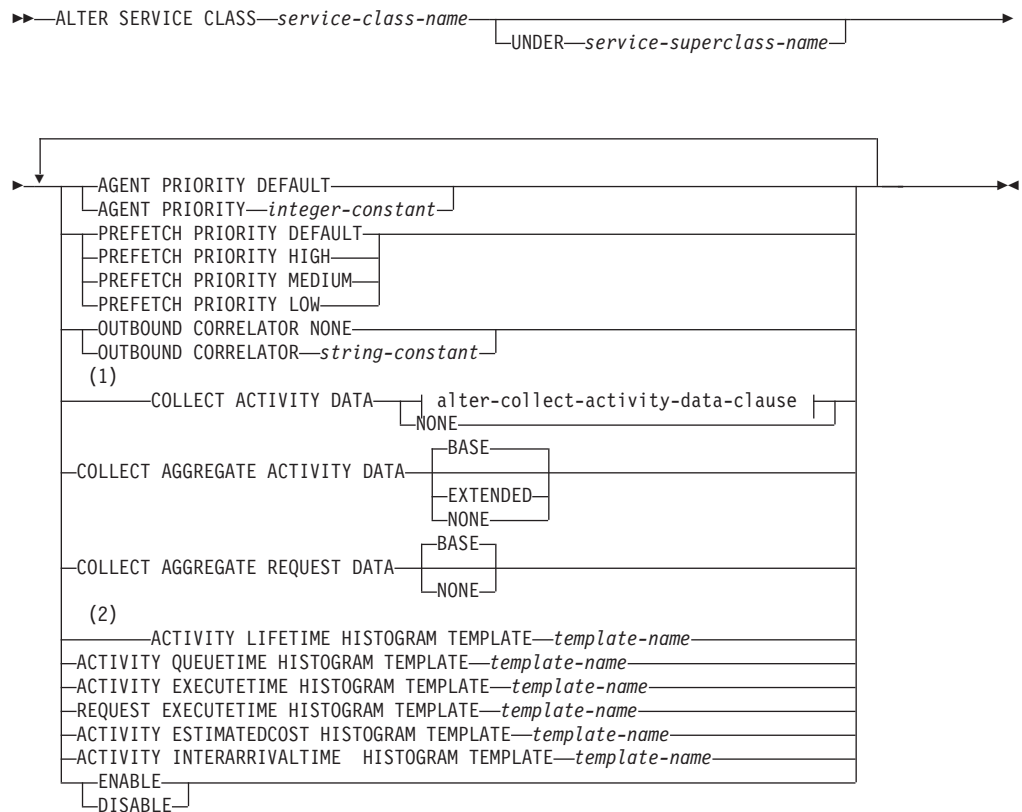 ALTER SERVICE CLASS service-class-name
UNDER service-superclass-name
AGENT PRIORITY DEFAULT
AGENT PRIORITY integer-constant
PREFETCH PRIORITY DEFAULT
PREFETCH PRIORITY HIGH
PREFETCH PRIORITY MEDIUM
PREFETCH PRIORITY LOW
OUTBOUND CORRELATOR NONE
OUTBOUND CORRELATOR string-constant
(1)
COLLECT ACTIVITY DATA alter-collect-activity-data-clause
NONE
BASE
COLLECT AGGREGATE ACTIVITY DATA
EXTENDED
NONE
BASE
COLLECT AGGREGATE REQUEST DATA
NONE
(2)
ACTIVITY LIFETIME HISTOGRAM TEMPLATE template-name
ACTIVITY QUEUETIME HISTOGRAM TEMPLATE template-name
ACTIVITY EXECUTETIME HISTOGRAM TEMPLATE template-name
REQUEST EXECUTETIME HISTOGRAM TEMPLATE template-name
ACTIVITY ESTIMATEDCOST HISTOGRAM TEMPLATE template-name
ACTIVITY INTERARRIVALTIME HISTOGRAM TEMPLATE template-name
ENABLE
DISABLE